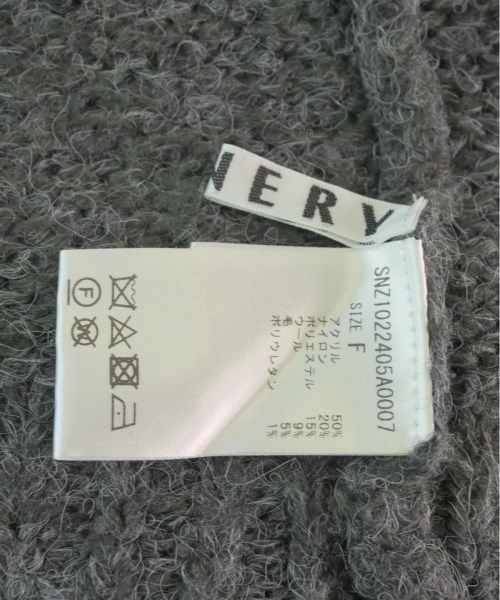 NERY
SNZ1022405A0007
SIZE F
アクリル 50%
ナイロン 20%
ポリエステル 15%
ウール 9%
毛 5%
ポリウレタン 1%
F